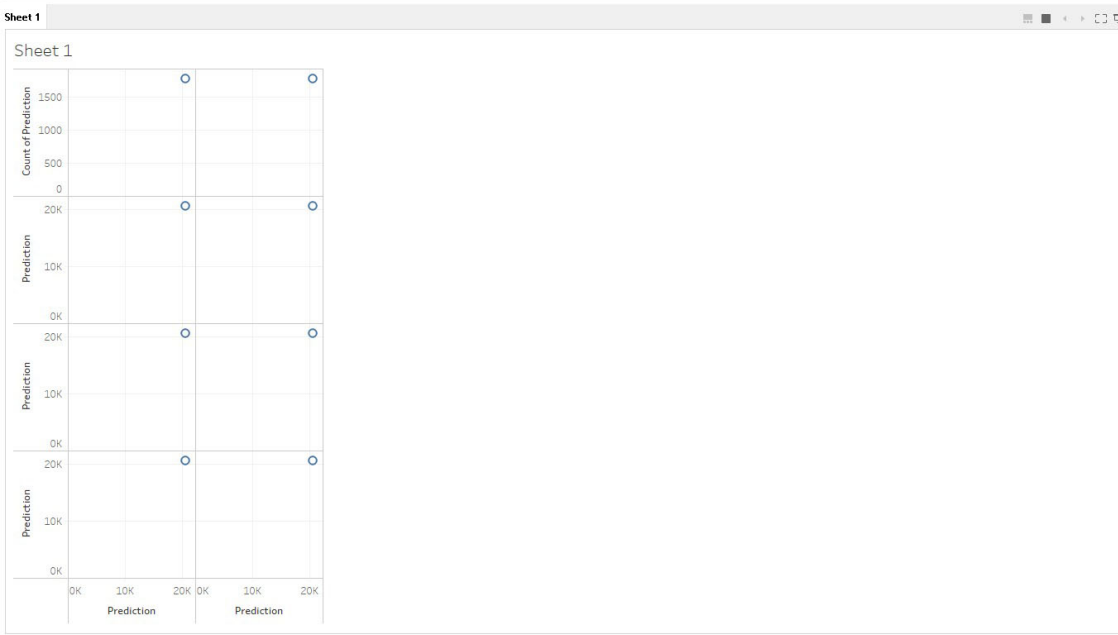 Sheet 1
Sheet 1
Count of Prediction
1500
1000
500
0
Prediction
20K
10K
0K
Prediction
20K
10K
0K
Prediction
20K
10K
0K
0K 10K 20K 0K 10K 20K
Prediction Prediction